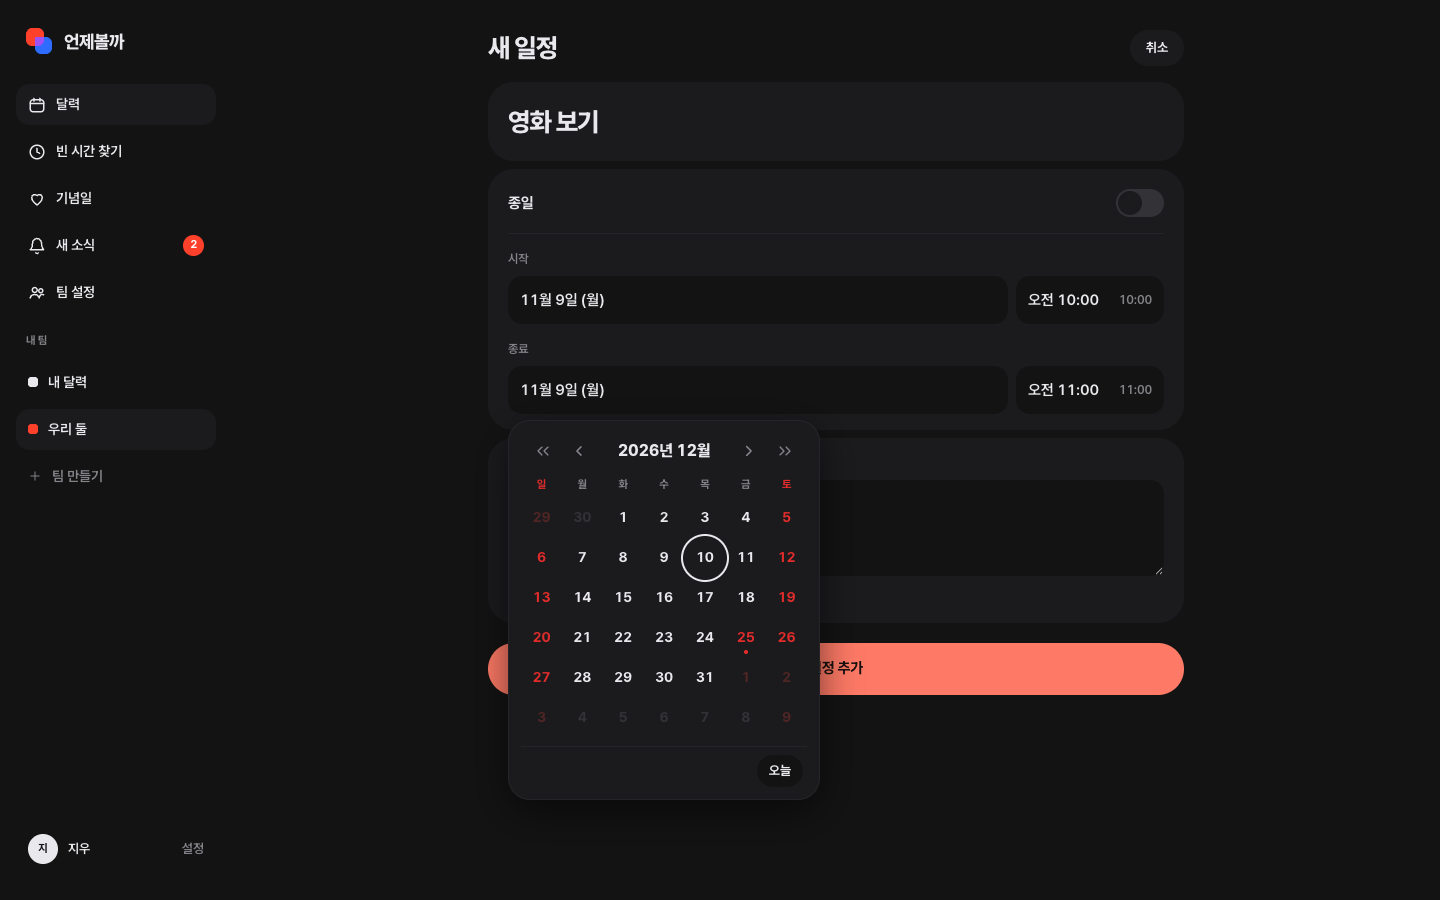 언제볼까
달력
빈 시간 찾기
기념일
새 소식 2
팀 설정
내 팀
내 달력
우리 둘
팀 만들기
지 지우 설정
새 일정
취소
영화 보기
종일
시작
11월 9일 (월)
오전 10:00 10:00
종료
11월 9일 (월)
오전 11:00 11:00
2026년 12월
일 월 화 수 목 금 토
29 30 1 2 3 4 5
6 7 8 9 10 11 12
13 14 15 16 17 18 19
20 21 22 23 24 25 26
27 28 29 30 31 1 2
3 4 5 6 7 8 9
오늘
정 추가